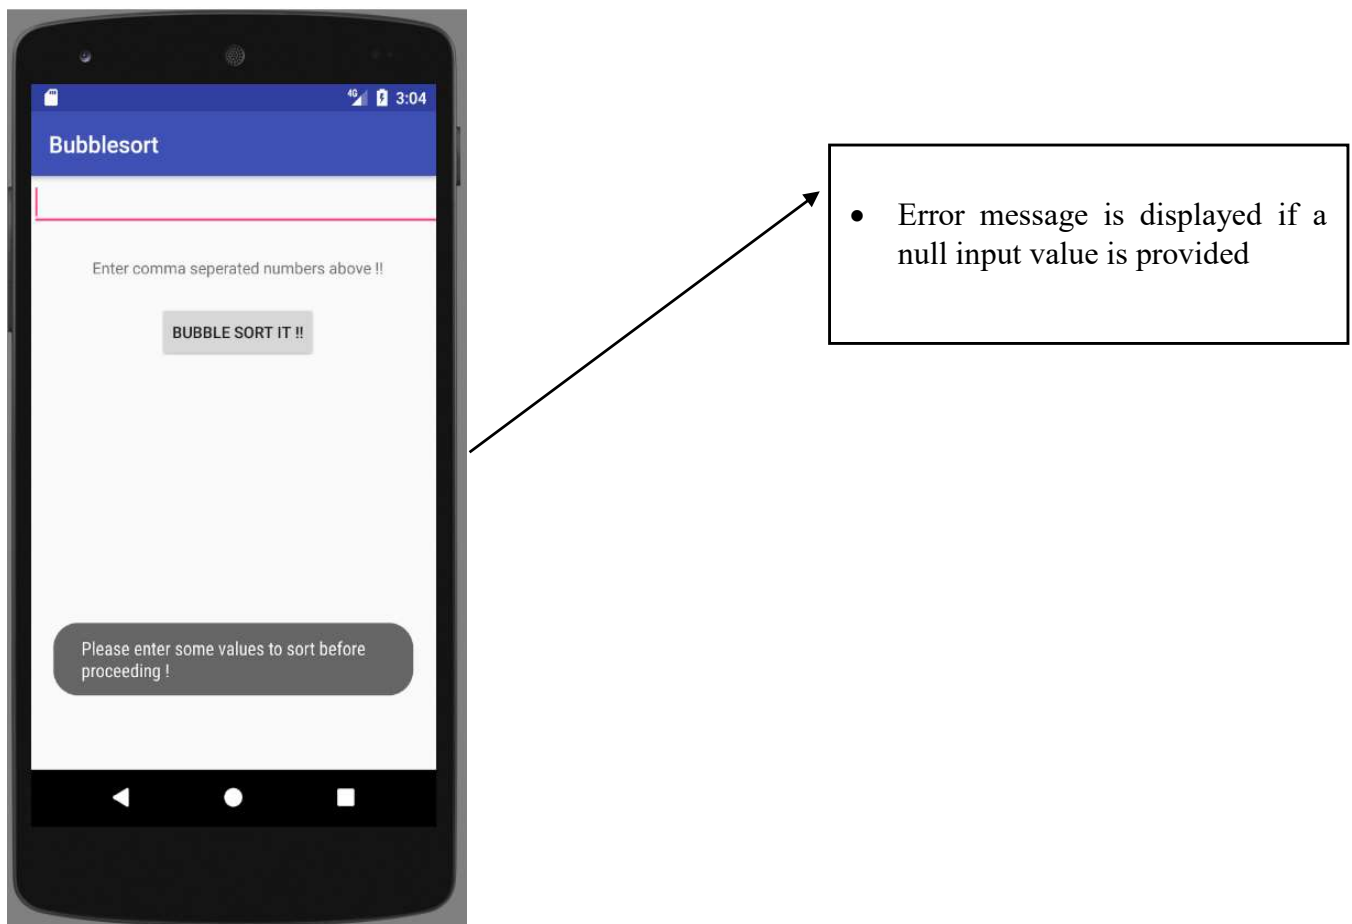 4G 3:04
Bubblesort
Enter comma seperated numbers above !!
BUBBLE SORT IT !!
Please enter some values to sort before
proceeding !
• Error message is displayed if a
null input value is provided